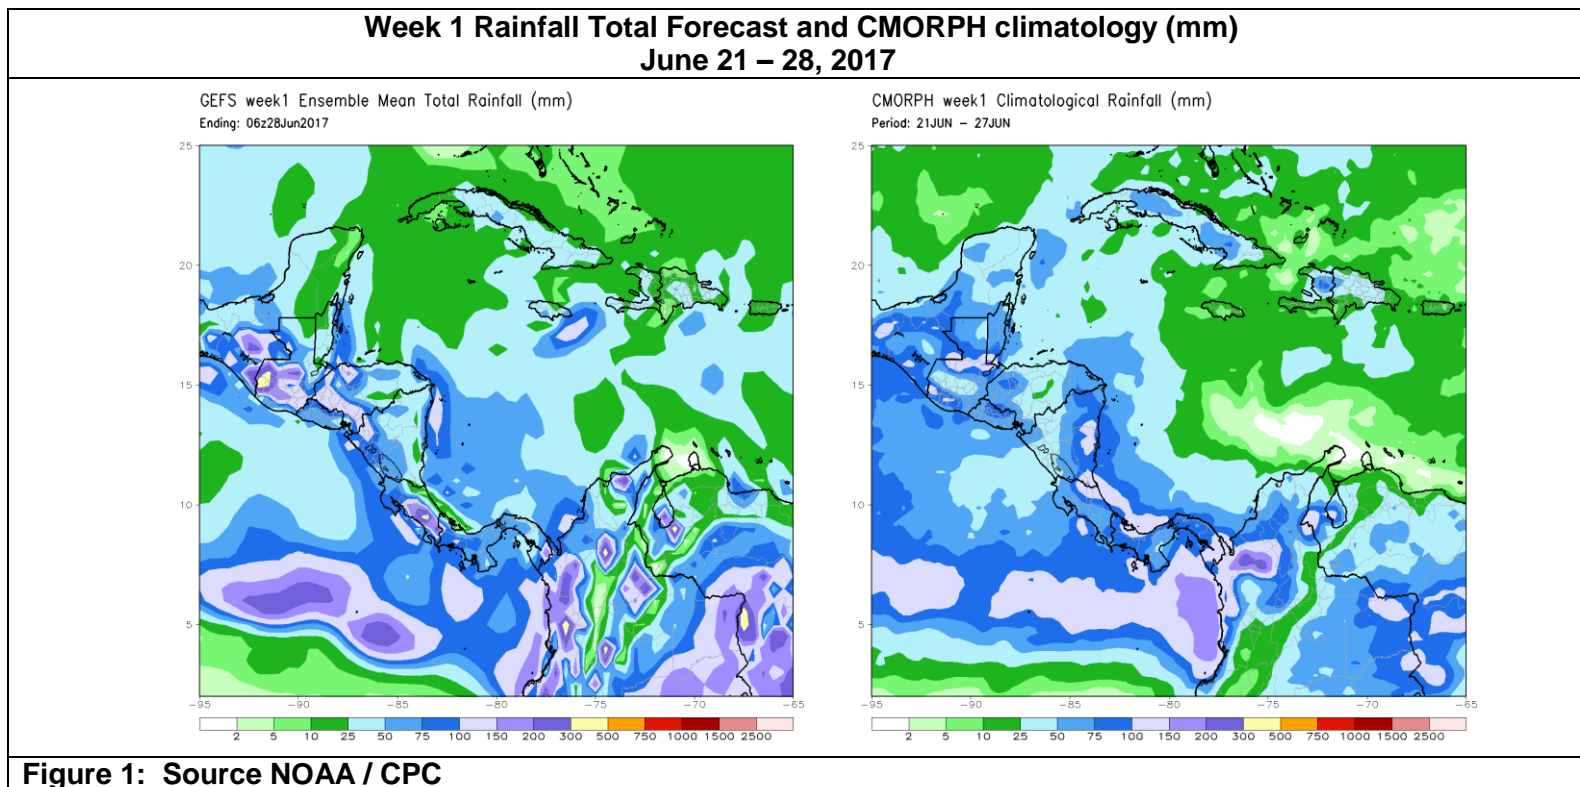 Week 1 Rainfall Total Forecast and CMORPH climatology (mm)
June 21 – 28, 2017
GEFS week1 Ensemble Mean Total Rainfall (mm)
Ending: 06z28Jun2017
25
20
15
10
5
-95
-90
-85
-80
-75
-70
-65
2 5 10 25 50 75 100 150 200 300 500 750 1000 1500 2500
CMORPH week1 Climatological Rainfall (mm)
Period: 21JUN – 27JUN
25
20
15
10
5
-95
-90
-85
-80
-75
-70
-65
2 5 10 25 50 75 100 150 200 300 500 750 1000 1500 2500
Figure 1: Source NOAA / CPC